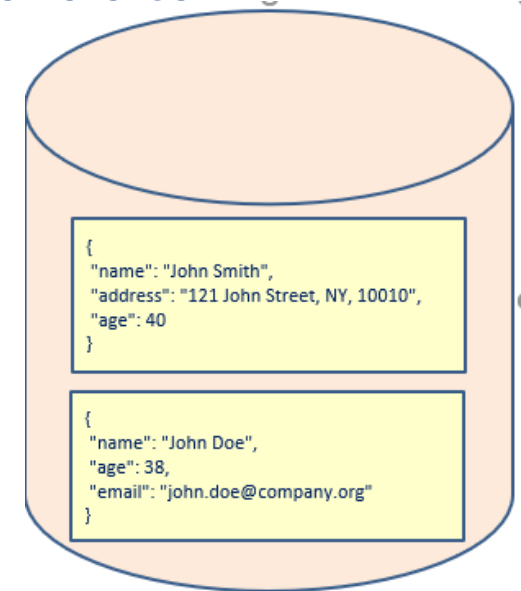 {
"name": "John Smith",
"address": "121 John Street, NY, 10010",
"age": 40
}
{
"name": "John Doe",
"age": 38,
"email": "john.doe@company.org"
}